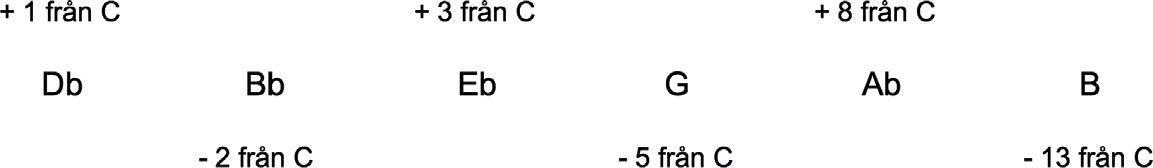 + 1 från C + 3 från C + 8 från C
Db Bb Eb G Ab B
- 2 från C - 5 från C - 13 från C